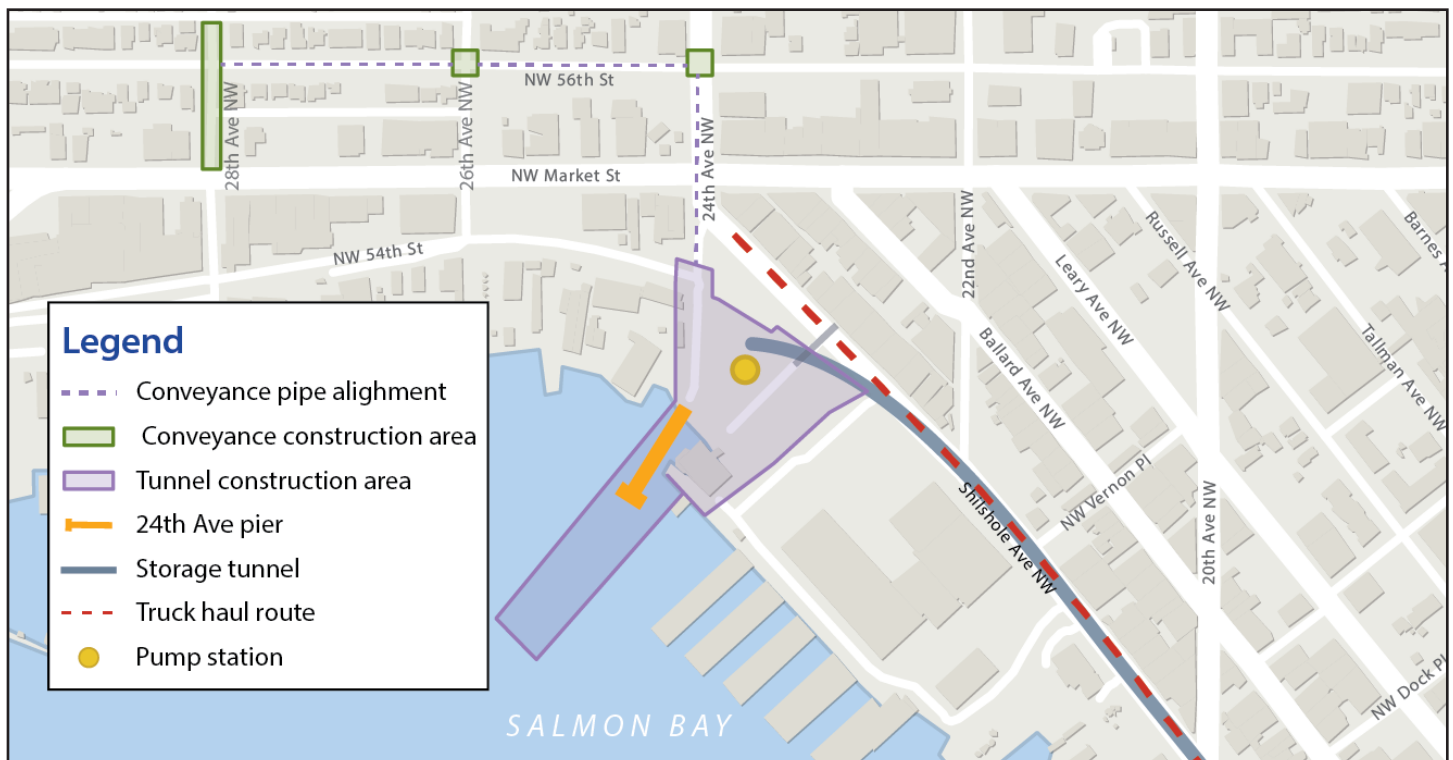 NW 56th St
28th Ave NW
26th Ave NW
24th Ave NW
NW Market St
NW 54th St
22nd Ave NW
Russell Ave NW
Barnes
Leary Ave NW
Ballard Ave NW
Tallman Ave NW
NW Vernon Pl
Shilshole Ave NW
20th Ave NW
NW Dock Pl
Legend
Conveyance pipe alighment
Conveyance construction area
Tunnel construction area
24th Ave pier
Storage tunnel
Truck haul route
Pump station
SALMON BAY